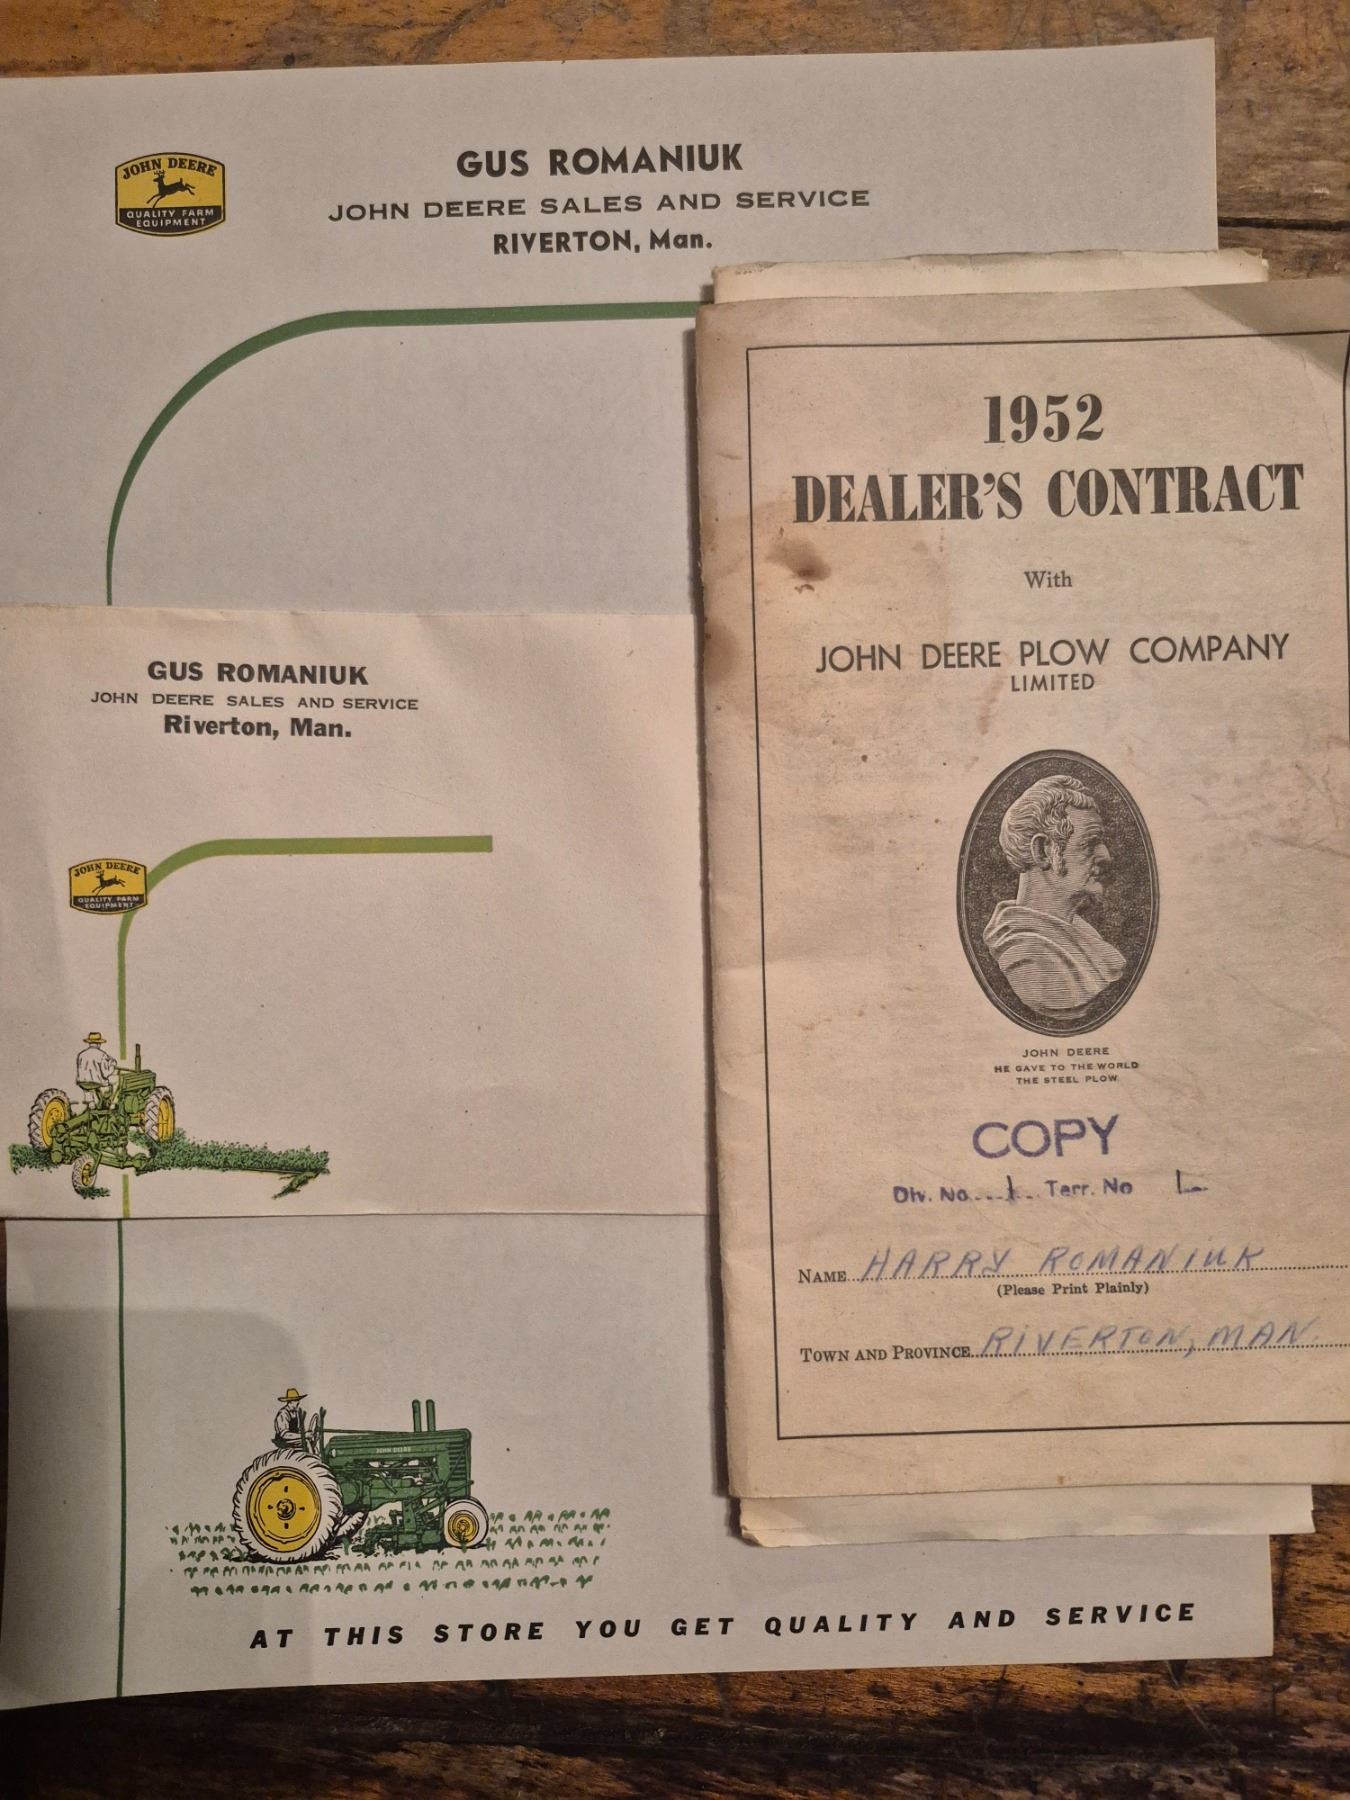 JOHN DEERE
QUALITY FARM
EQUIPMENT
GUS ROMANIUK
JOHN DEERE SALES AND SERVICE
RIVERTON, Man.
GUS ROMANIUK
JOHN DEERE SALES AND SERVICE
Riverton, Man.
JOHN DEERE
QUALITY FARM
EQUIPMENT
JOHN DEERE
AT THIS STORE YOU GET QUALITY AND SERVICE
1952
DEALER'S CONTRACT
With
JOHN DEERE PLOW COMPANY
LIMITED
JOHN DEERE
HE GAVE TO THE WORLD
THE STEEL PLOW
COPY
Div. No. 1 Terr. No
NAME HARRY ROMANIUK
(Please Print Plainly)
TOWN AND PROVINCE RIVERTON, MAN.